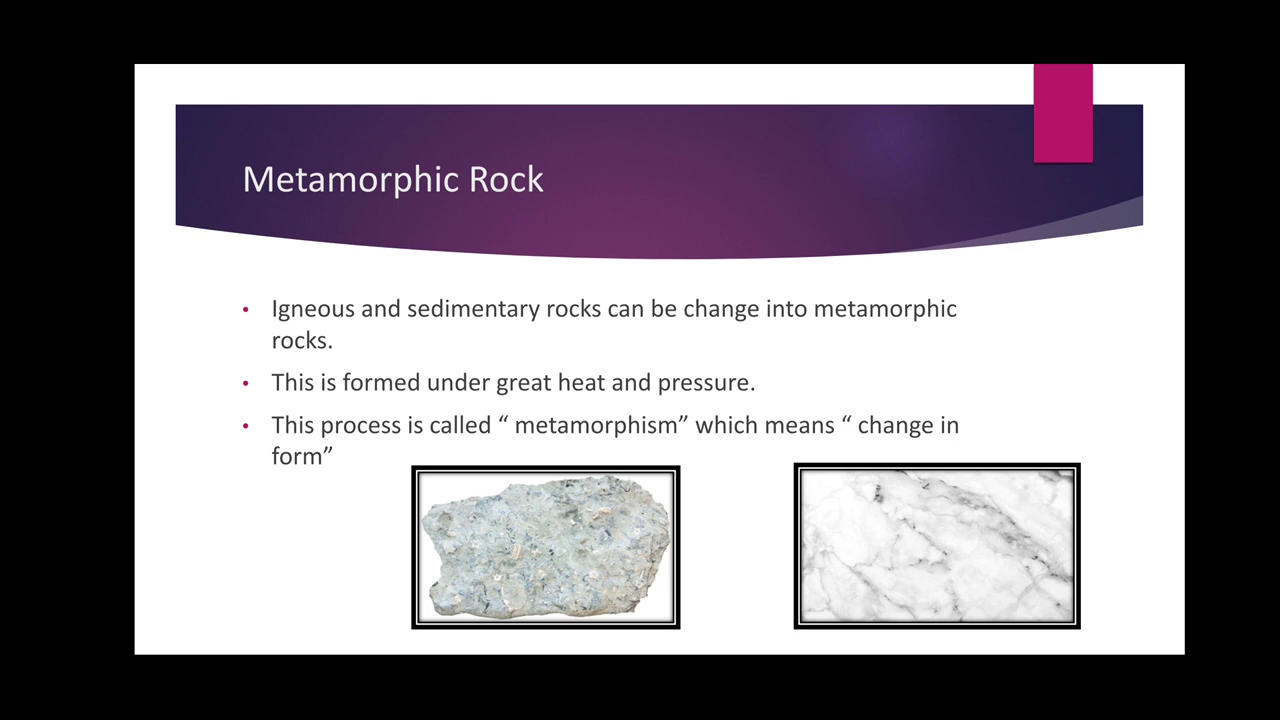 Metamorphic Rock
• Igneous and sedimentary rocks can be change into metamorphic
rocks.
• This is formed under great heat and pressure.
• This process is called “ metamorphism” which means “ change in
form”